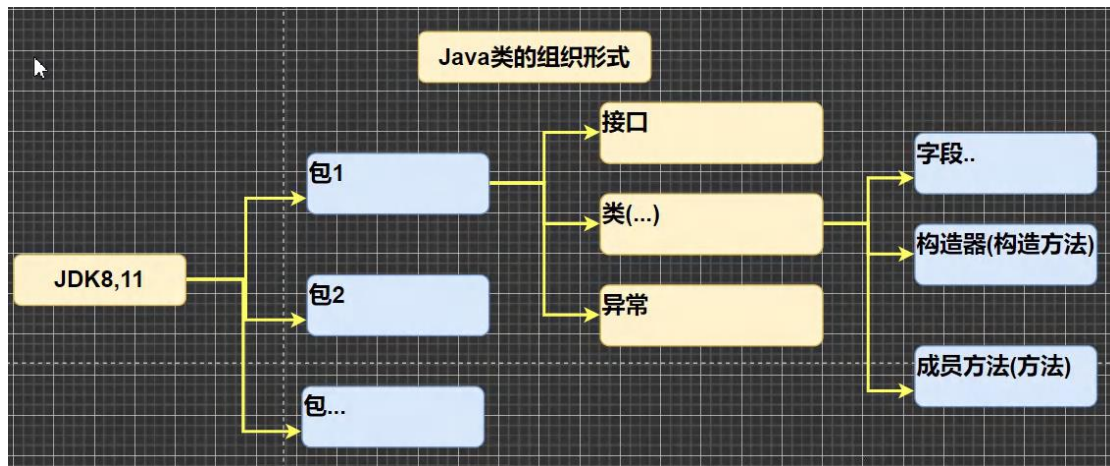 Java类的组织形式
JDK8,11
包1
包2
包...
接口
类(...)
异常
字段..
构造器(构造方法)
成员方法(方法)